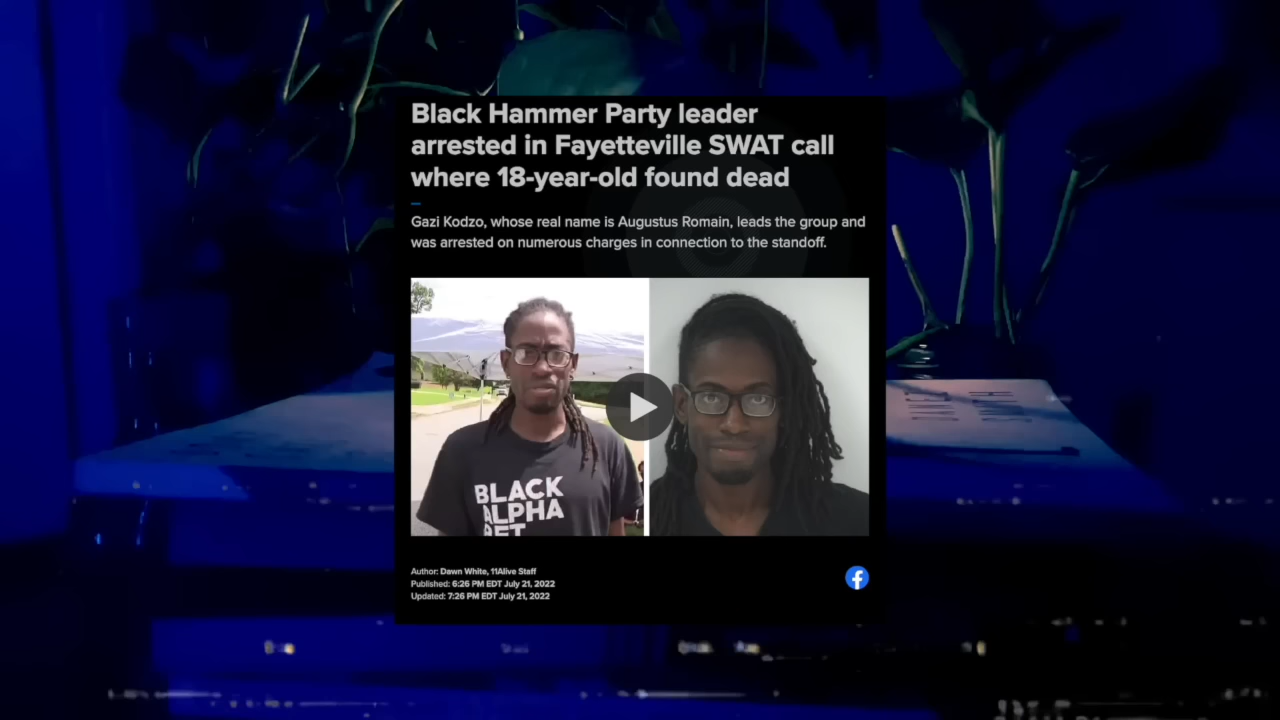 Black Hammer Party leader
arrested in Fayetteville SWAT call
where 18-year-old found dead
Gazi Kodzo, whose real name is Augustus Romain, leads the group and
was arrested on numerous charges in connection to the standoff.
BLACK
ALPHA
BET
Author: Dawn White, 11Alive Staff
Published: 6:26 PM EDT July 21, 2022
Updated: 7:26 PM EDT July 21, 2022